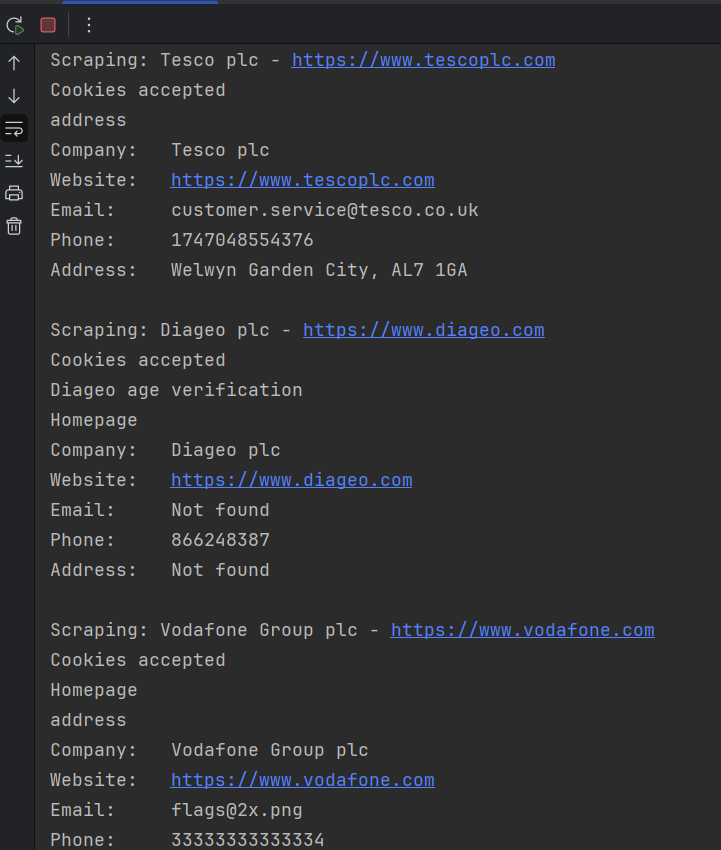 Scraping: Tesco plc - https://www.tescoplc.com
Cookies accepted
address
Company:   Tesco plc
Website:   https://www.tescoplc.com
Email:     customer.service@tesco.co.uk
Phone:     1747048554376
Address:   Welwyn Garden City, AL7 1GA

Scraping: Diageo plc - https://www.diageo.com
Cookies accepted
Diageo age verification
Homepage
Company:   Diageo plc
Website:   https://www.diageo.com
Email:     Not found
Phone:     866248387
Address:   Not found

Scraping: Vodafone Group plc - https://www.vodafone.com
Cookies accepted
Homepage
address
Company:   Vodafone Group plc
Website:   https://www.vodafone.com
Email:     flags@2x.png
Phone:     33333333333334